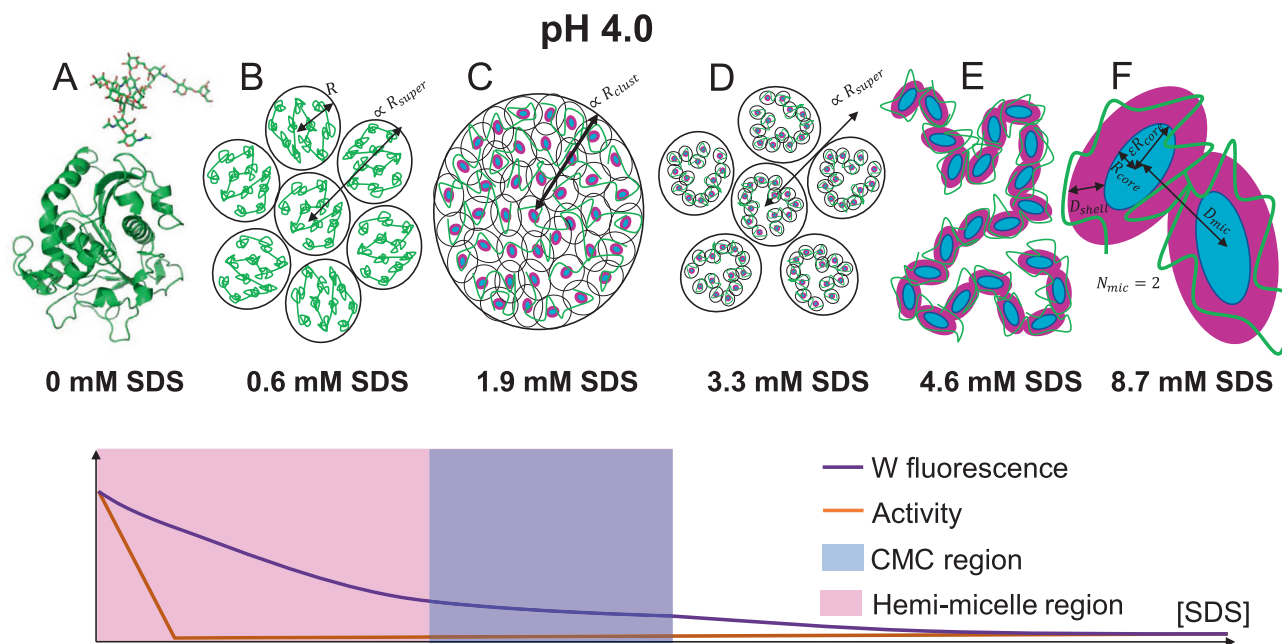 pH 4.0
A
B
C
D
E
F
R
∝ R_super
∝ R_clust
∝ R_super
εR_core
R_core
D_shell
D_mic
N_mic = 2
0 mM SDS
0.6 mM SDS
1.9 mM SDS
3.3 mM SDS
4.6 mM SDS
8.7 mM SDS
W fluorescence
Activity
CMC region
Hemi-micelle region
[SDS]